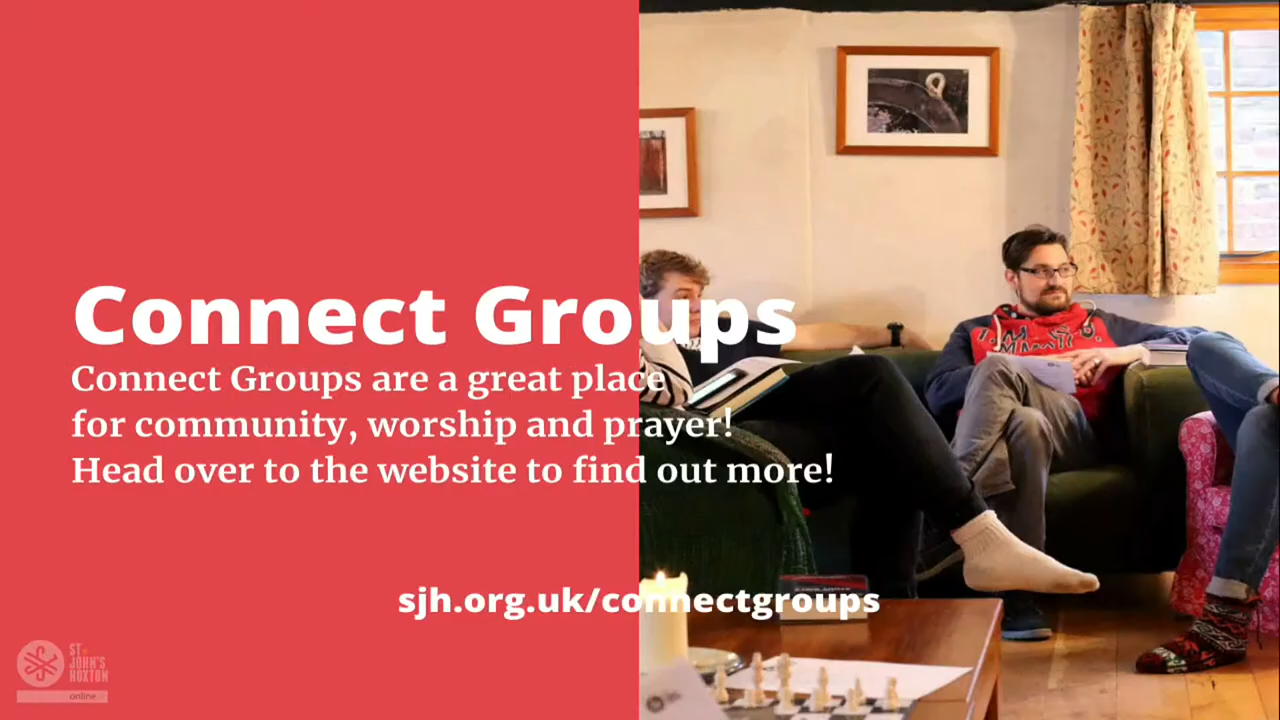 Connect Groups
Connect Groups are a great place
for community, worship and prayer!
Head over to the website to find out more!
sjh.org.uk/connectgroups
ST
JOHN'S
HOXTON
online